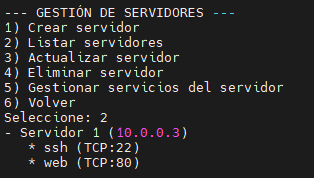 --- GESTIÓN DE SERVIDORES ---
1) Crear servidor
2) Listar servidores
3) Actualizar servidor
4) Eliminar servidor
5) Gestionar servicios del servidor
6) Volver
Seleccione: 2
- Servidor 1 (10.0.0.3)
   * ssh (TCP:22)
   * web (TCP:80)